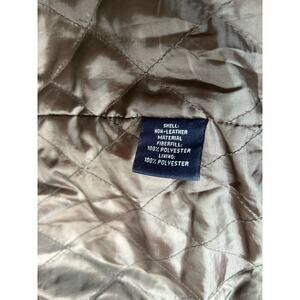 SHELL:
NON-LEATHER
MATERIAL
FIBERFILL:
100% POLYESTER
LINING:
100% POLYESTER